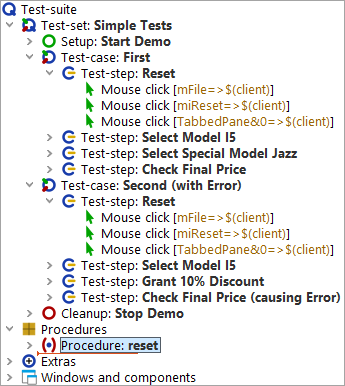 Test-suite
Test-set: Simple Tests
Setup: Start Demo
Test-case: First
Test-step: Reset
Mouse click [mFile=>$(client)]
Mouse click [miReset=>$(client)]
Mouse click [TabbedPane&0=>$(client)]
Test-step: Select Model I5
Test-step: Select Special Model Jazz
Test-step: Check Final Price
Test-case: Second (with Error)
Test-step: Reset
Mouse click [mFile=>$(client)]
Mouse click [miReset=>$(client)]
Mouse click [TabbedPane&0=>$(client)]
Test-step: Select Model I5
Test-step: Grant 10% Discount
Test-step: Check Final Price (causing Error)
Cleanup: Stop Demo
Procedures
Procedure: reset
Extras
Windows and components